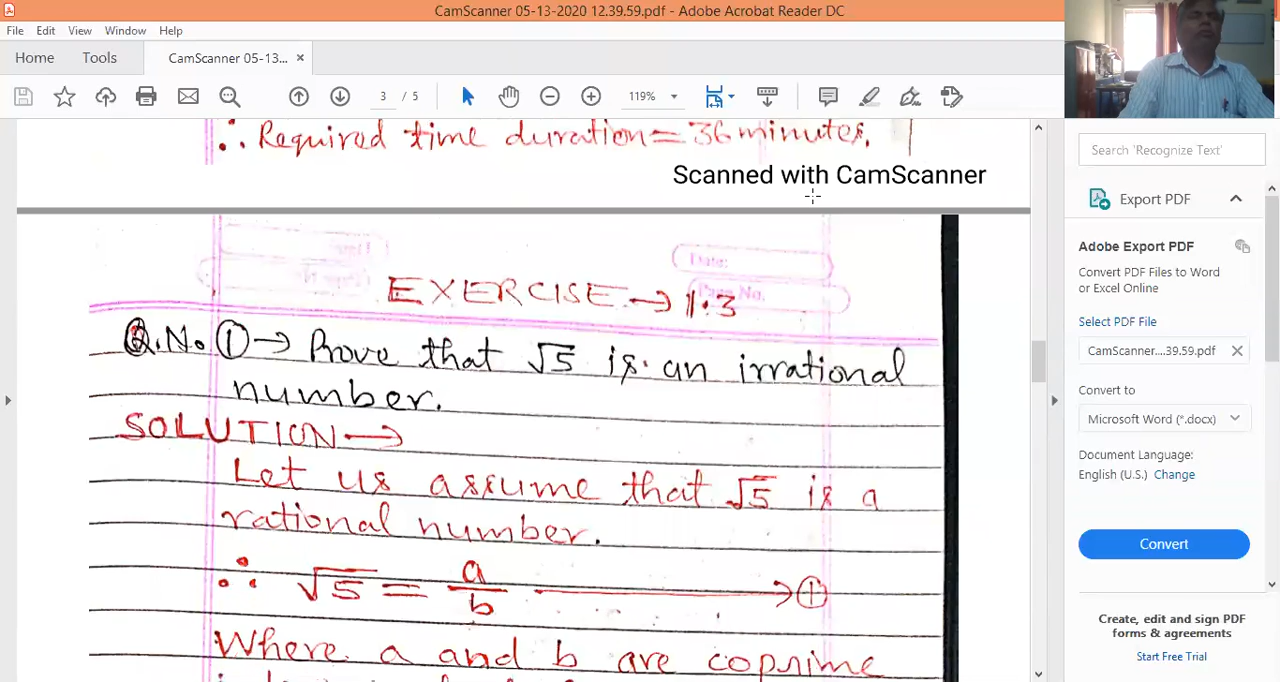 CamScanner 05-13-2020 12.39.59.pdf - Adobe Acrobat Reader DC
File Edit View Window Help
Home Tools CamScanner 05-13... ×
3 / 5 119%
∴ Required time duration = 36 minutes.
Scanned with CamScanner
Date:
Page No.
EXERCISE → 1.3
Q.N. ① → Prove that √5 is an irrational
number.
SOLUTION →
Let us assume that √5 is a
rational number.
∴ √5 = a/b → ①
Where a and b are coprime
Search 'Recognize Text'
Export PDF
Adobe Export PDF
Convert PDF Files to Word
or Excel Online
Select PDF File
CamScanner....39.59.pdf ×
Convert to
Microsoft Word (*.docx)
Document Language:
English (U.S.) Change
Convert
Create, edit and sign PDF
forms & agreements
Start Free Trial